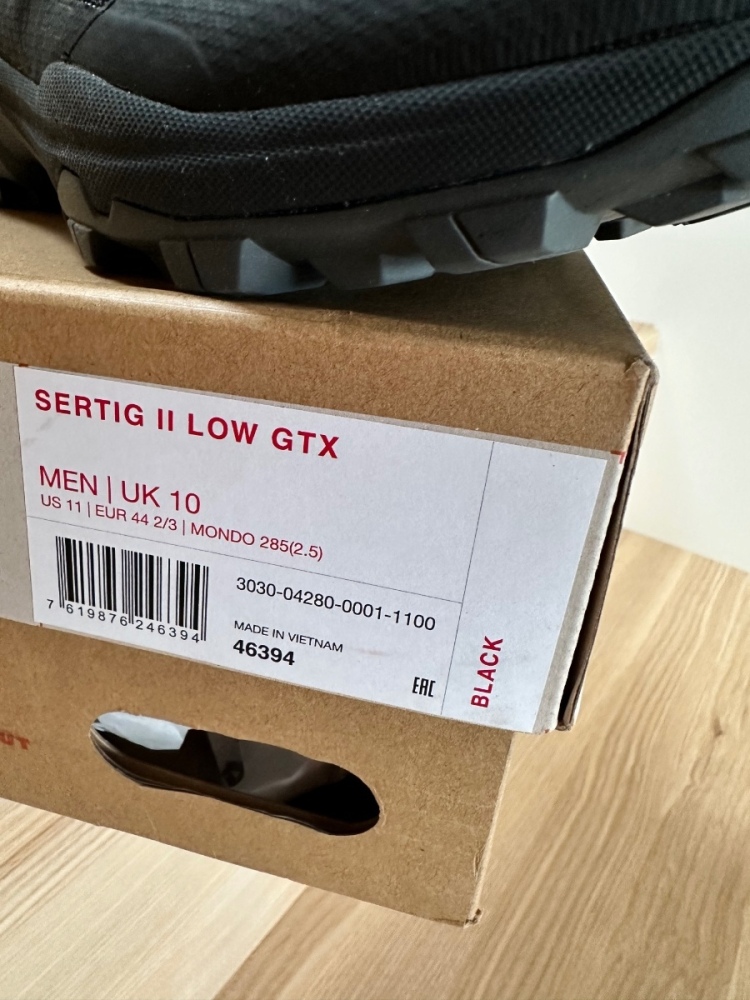 SERTIG II LOW GTX
MEN | UK 10
US 11 | EUR 44 2/3 | MONDO 285(2.5)
7 619876 246394
3030-04280-0001-1100
MADE IN VIETNAM
46394
EAC
BLACK